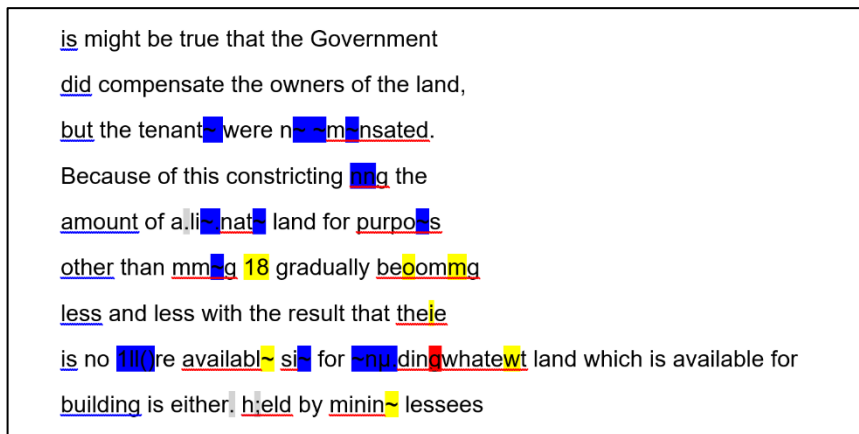 is might be true that the Government
did compensate the owners of the land,
but the tenant~ were n~ ~m~nsated.
Because of this constricting nng the
amount of a.li~.nat~ land for purpo~s
other than mm~g 18 gradually beoommg
less and less with the result that theie
is no 1ll()re availabl~ si~ for ~nµ.dinqwhatewt land which is available for
building is either. h;eld by minin~ lessees